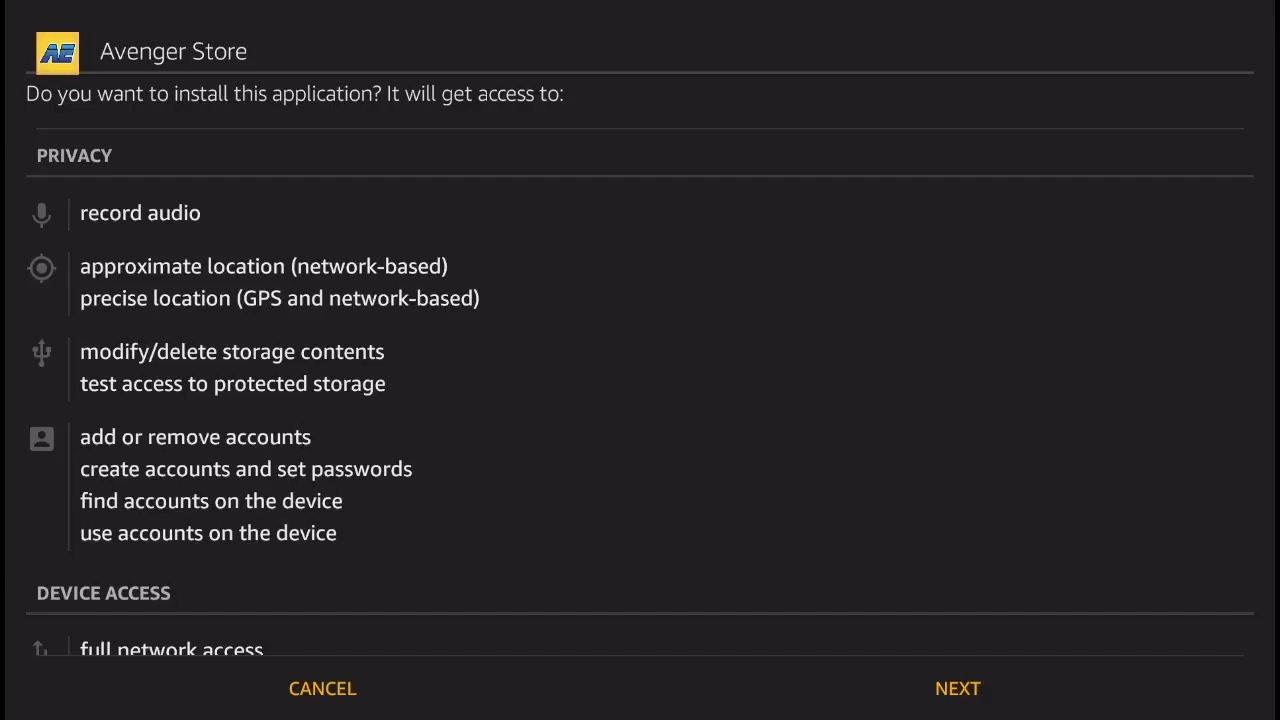 AE Avenger Store
Do you want to install this application? It will get access to:
PRIVACY
record audio
approximate location (network-based)
precise location (GPS and network-based)
modify/delete storage contents
test access to protected storage
add or remove accounts
create accounts and set passwords
find accounts on the device
use accounts on the device
DEVICE ACCESS
full network access
CANCEL NEXT